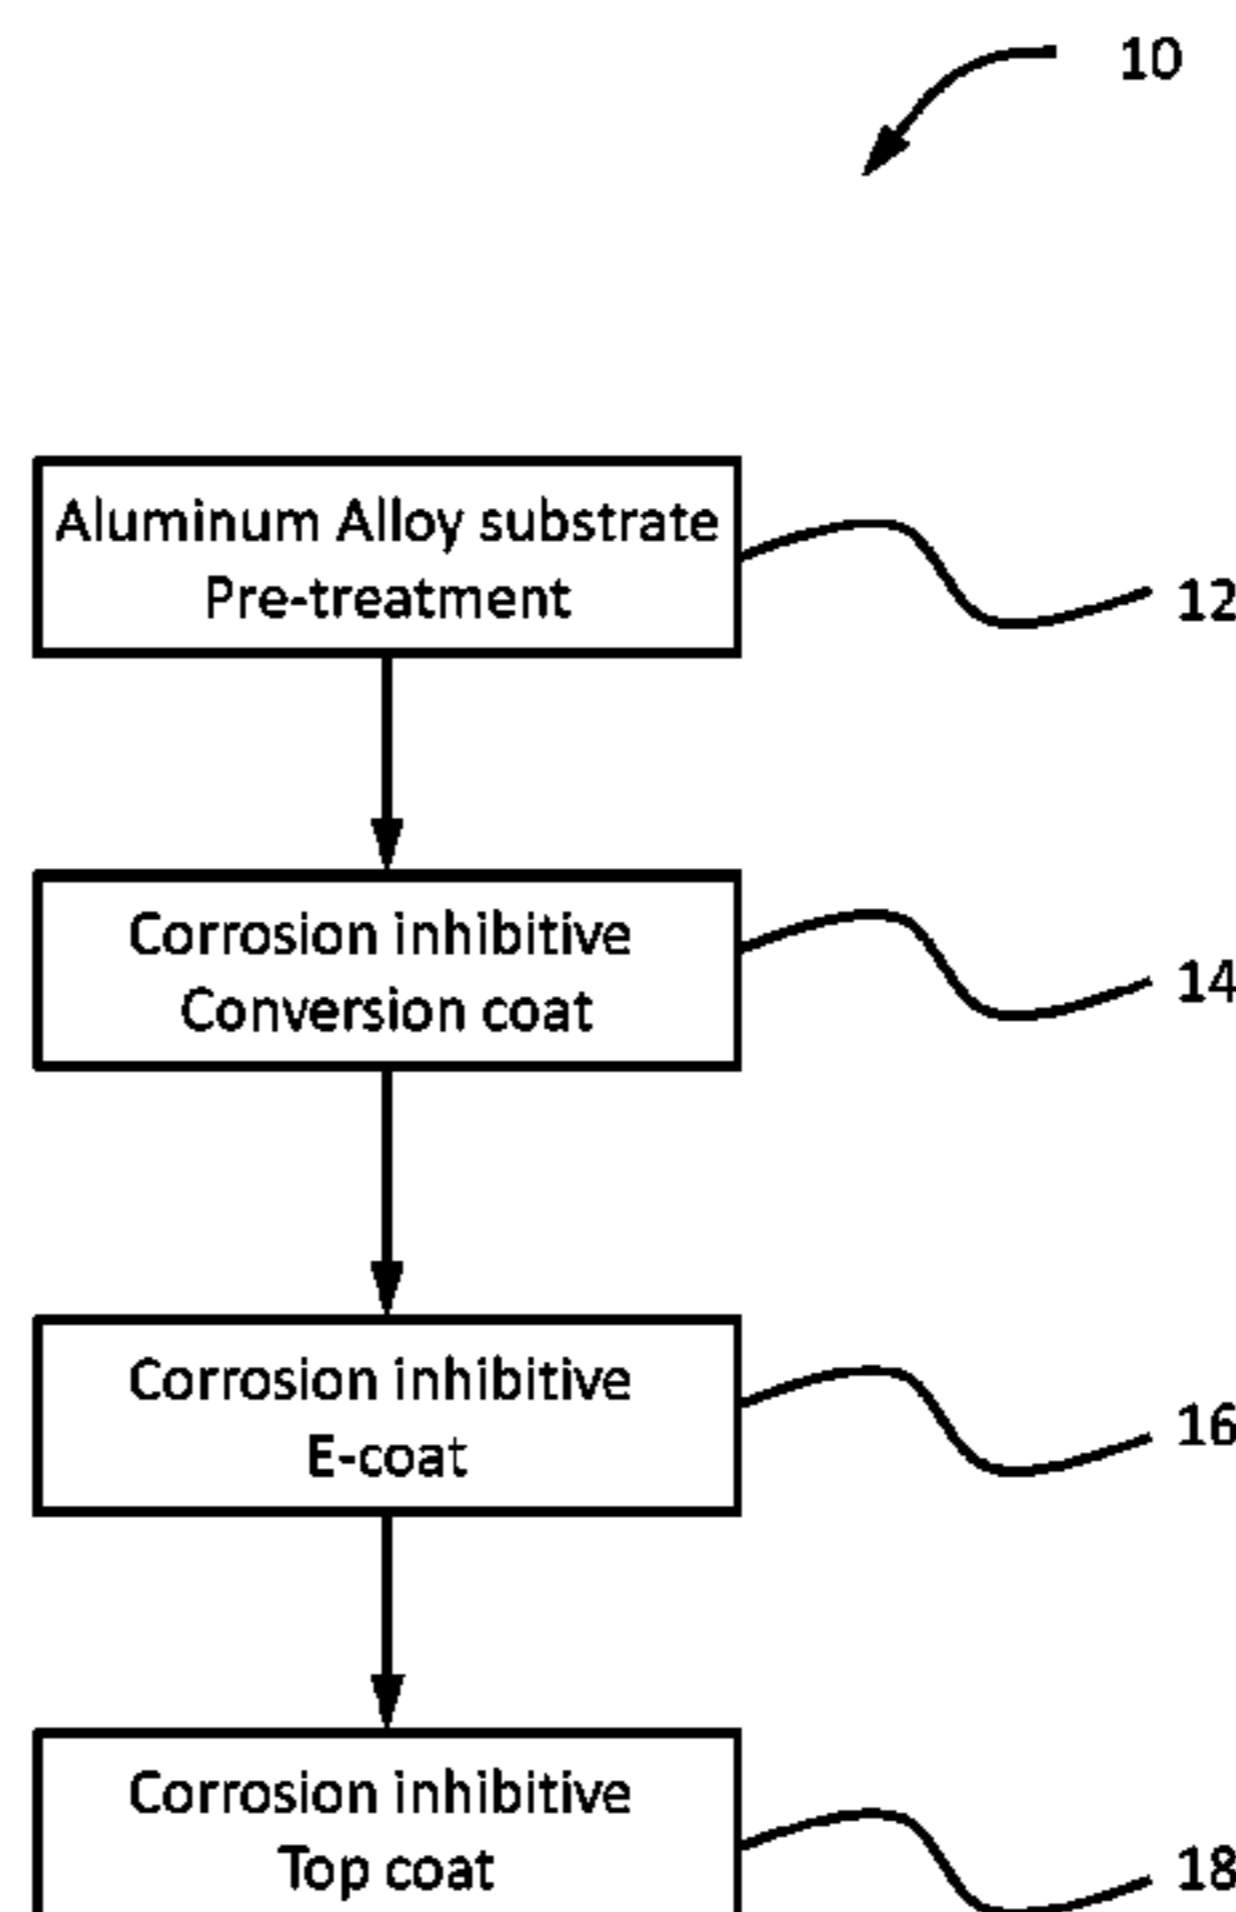 10
Aluminum Alloy substrate
Pre-treatment
12
Corrosion inhibitive
Conversion coat
14
Corrosion inhibitive
E-coat
16
Corrosion inhibitive
Top coat
18